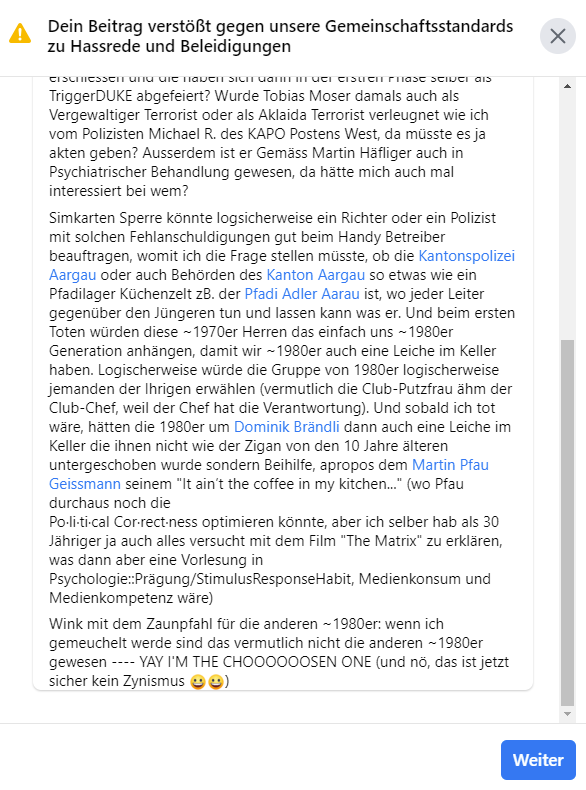 Dein Beitrag verstößt gegen unsere Gemeinschaftsstandards
zu Hassrede und Beleidigungen
erschiessen und die haben sich dann in der erstren Phase selber als
TriggerDUKE abgefeiert? Wurde Tobias Moser damals auch als
Vergewaltiger Terrorist oder als Aklaida Terrorist verleugnet wie ich
vom Polizisten Michael R. des KAPO Postens West, da müsste es ja
akten geben? Ausserdem ist er Gemäss Martin Häfliger auch in
Psychiatrischer Behandlung gewesen, da hätte mich auch mal
interessiert bei wem?
Simkarten Sperre könnte logsicherweise ein Richter oder ein Polizist
mit solchen Fehlanschuldigungen gut beim Handy Betreiber
beauftragen, womit ich die Frage stellen müsste, ob die Kantonspolizei
Aargau oder auch Behörden des Kanton Aargau so etwas wie ein
Pfadilager Küchenzelt zB. der Pfadi Adler Aarau ist, wo jeder Leiter
gegenüber den Jüngeren tun und lassen kann was er. Und beim ersten
Toten würden diese ~1970er Herren das einfach uns ~1980er
Generation anhängen, damit wir ~1980er auch eine Leiche im Keller
haben. Logischerweise würde die Gruppe von 1980er logischerweise
jemanden der Ihrigen erwählen (vermutlich die Club-Putzfrau ähm der
Club-Chef, weil der Chef hat die Verantwortung). Und sobald ich tot
wäre, hätten die 1980er um Dominik Brändli dann auch eine Leiche im
Keller die ihnen nicht wie der Zigan von den 10 Jahre älteren
untergeschoben wurde sondern Beihilfe, apropos dem Martin Pfau
Geissmann seinem "It ain't the coffee in my kitchen..." (wo Pfau
durchaus noch die
Po·li·ti·cal Cor·rect·ness optimieren könnte, aber ich selber hab als 30
Jähriger ja auch alles versucht mit dem Film "The Matrix" zu erklären,
was dann aber eine Vorlesung in
Psychologie::Prägung/StimulusResponseHabit, Medienkonsum und
Medienkompetenz wäre)
Wink mit dem Zaunpfahl für die anderen ~1980er: wenn ich
gemeuchelt werde sind das vermutlich nicht die anderen ~1980er
gewesen ---- YAY I'M THE CHOOOOOOSEN ONE (und nö, das ist jetzt
sicher kein Zynismus 😀😀)
Weiter